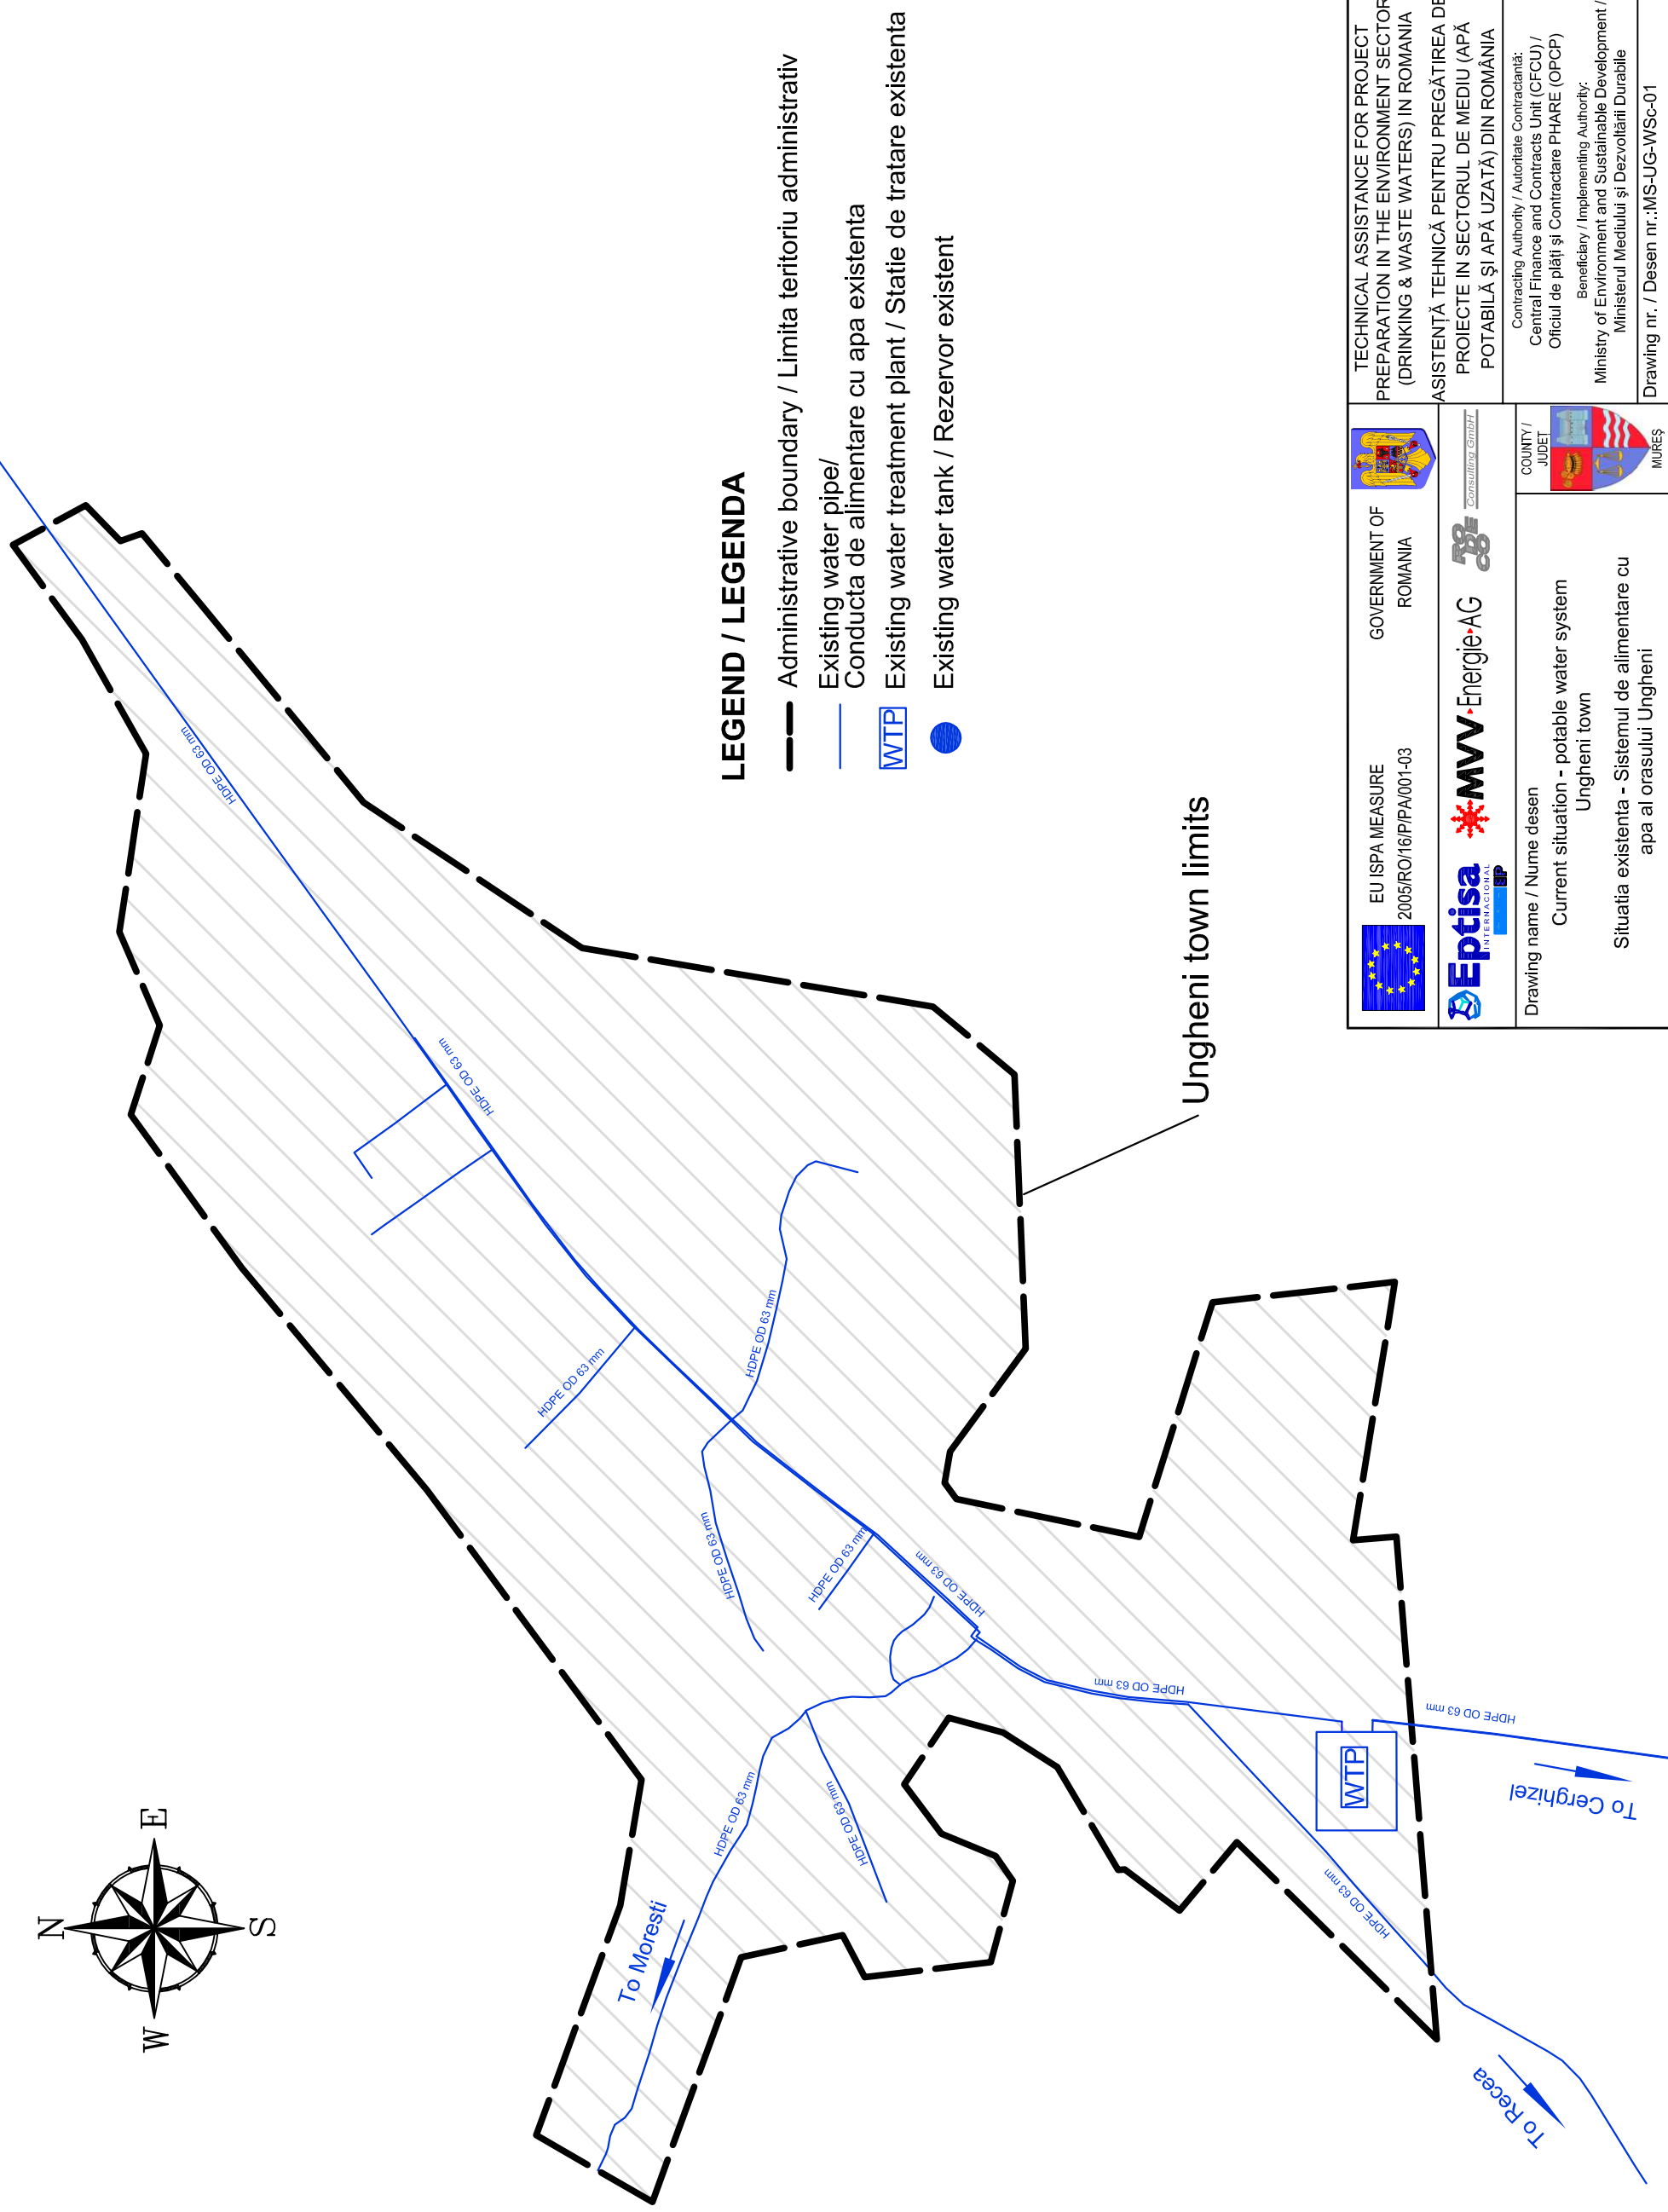 N
E
S
W
HDPE OD 63 mm
HDPE OD 63 mm
HDPE OD 63 mm
HDPE OD 63 mm
HDPE OD 63 mm
HDPE OD 63 mm
HDPE OD 63 mm
HDPE OD 63 mm
HDPE OD 63 mm
HDPE OD 63 mm
HDPE OD 63 mm
HDPE OD 63 mm
To Moresti
To Recea
To Cerghizel
WTP
Ungheni town limits
LEGEND / LEGENDA
Administrative boundary / Limita teritoriu administrativ
Existing water pipe/
Conducta de alimentare cu apa existenta
WTP
Existing water treatment plant / Statie de tratare existenta
Existing water tank / Rezervor existent
EU ISPA MEASURE
2005/RO/16/P/PA/001-03
GOVERNMENT OF
ROMANIA
Eptisa
INTERNACIONAL
EP
MVV Energie AG
RODECO
Consulting GmbH
Drawing name / Nume desen
Current situation - potable water system
Ungheni town
Situatia existenta - Sistemul de alimentare cu
apa al orasului Ungheni
COUNTY /
JUDEŢ
MUREŞ
TECHNICAL ASSISTANCE FOR PROJECT
PREPARATION IN THE ENVIRONMENT SECTOR
(DRINKING & WASTE WATERS) IN ROMANIA
ASISTENŢĂ TEHNICĂ PENTRU PREGĂTIREA DE
PROIECTE IN SECTORUL DE MEDIU (APĂ
POTABILĂ ŞI APĂ UZATĂ) DIN ROMÂNIA
Contracting Authority / Autoritate Contractantă:
Central Finance and Contracts Unit (CFCU) /
Oficiul de plăţi şi Contractare PHARE (OPCP)
Beneficiary / Implementing Authority:
Ministry of Environment and Sustainable Development /
Ministerul Mediului şi Dezvoltării Durabile
Drawing nr. / Desen nr.:MS-UG-WSc-01